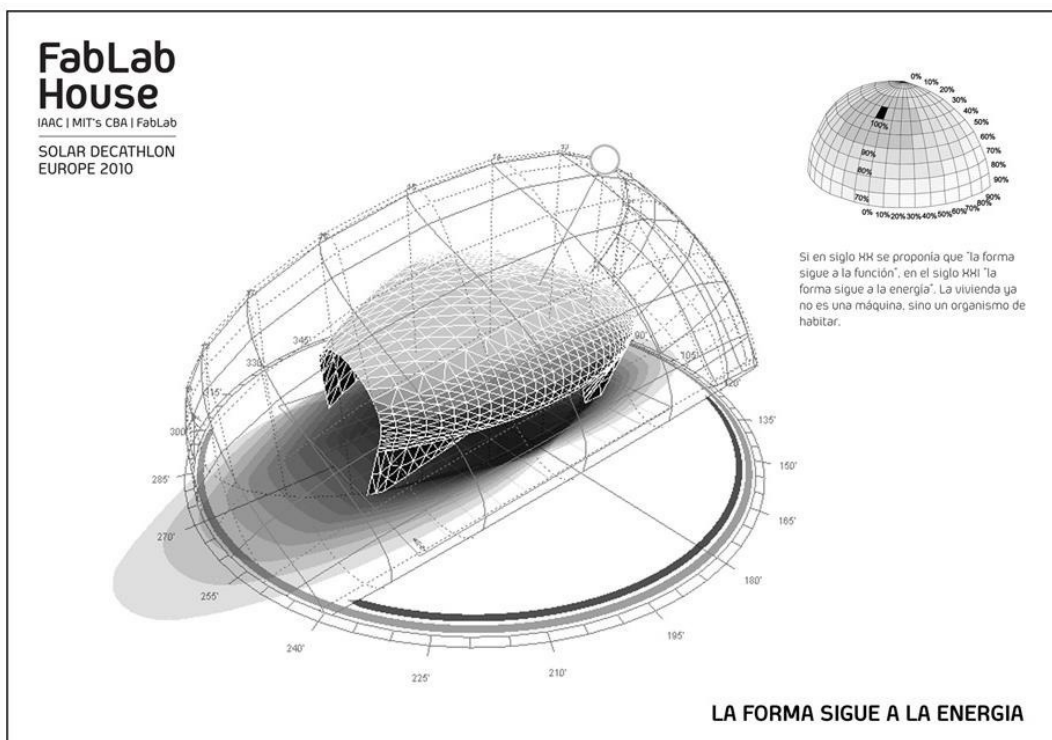 FabLab
House
IAAC | MIT's CBA | FabLab
SOLAR DECATHLON
EUROPE 2010
0%
10%
20%
30%
40%
50%
60%
70%
80%
90%
100%
90%
80%
70%
0% 10% 20% 30% 40% 50% 60% 70% 80% 90%
Si en siglo XX se proponía que "la forma
sigue a la función", en el siglo XXI "la
forma sigue a la energía". La vivienda ya
no es una máquina, sino un organismo de
habitar.
345°
330°
315°
300°
285°
270°
255°
240°
225°
210°
195°
180°
165°
150°
135°
120°
105°
90°
LA FORMA SIGUE A LA ENERGIA